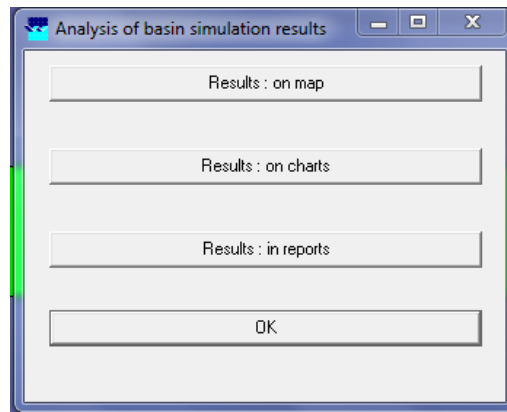 Analysis of basin simulation results
Results : on map
Results : on charts
Results : in reports
OK